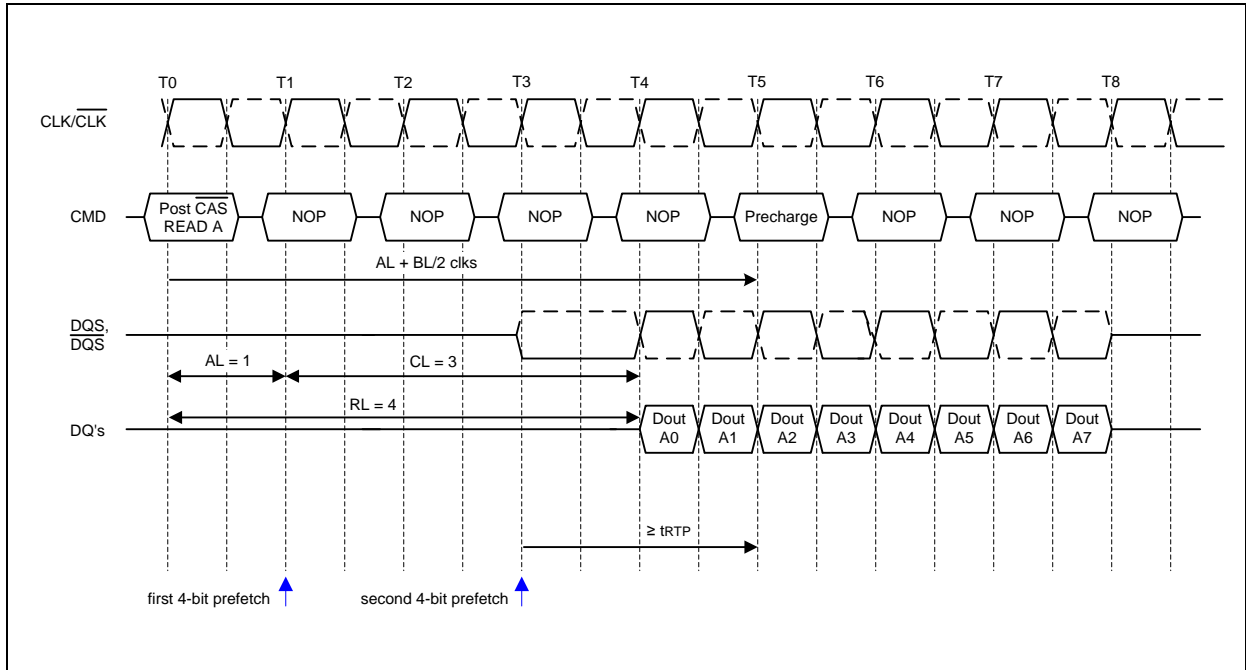 T0 T1 T2 T3 T4 T5 T6 T7 T8
CLK/CLK
CMD
Post CAS
READ A
NOP NOP NOP NOP Precharge NOP NOP NOP
AL + BL/2 clks
DQS,
DQS
AL = 1 CL = 3
RL = 4
DQ's
Dout Dout Dout Dout Dout Dout Dout Dout
A0 A1 A2 A3 A4 A5 A6 A7
≥ tRTP
first 4-bit prefetch second 4-bit prefetch